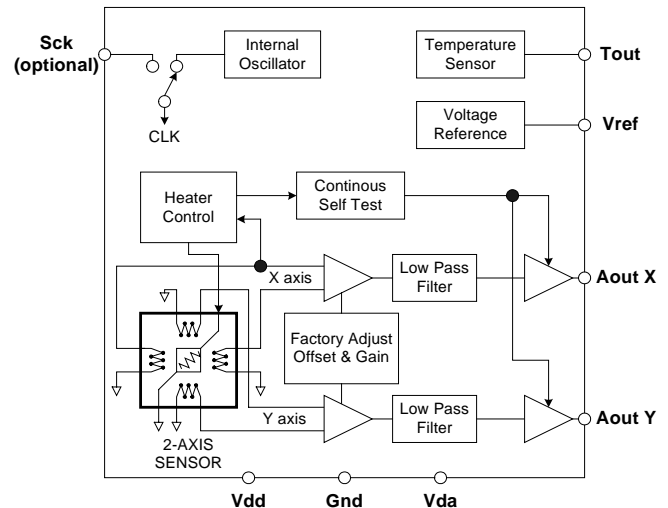 Sck
(optional)
Internal
Oscillator
CLK
Temperature
Sensor
Tout
Voltage
Reference
Vref
Heater
Control
Continous
Self Test
X axis
Low Pass
Filter
Aout X
Factory Adjust
Offset & Gain
Y axis
Low Pass
Filter
Aout Y
2-AXIS
SENSOR
Vdd
Gnd
Vda